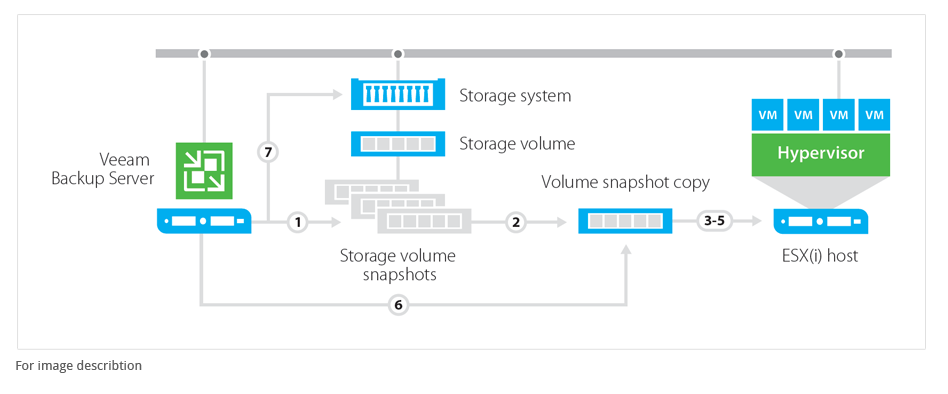 Veeam
Backup Server
7
1
Storage system
Storage volume
Storage volume
snapshots
2
Volume snapshot copy
3-5
VM VM VM VM
Hypervisor
ESX(i) host
6
For image describtion